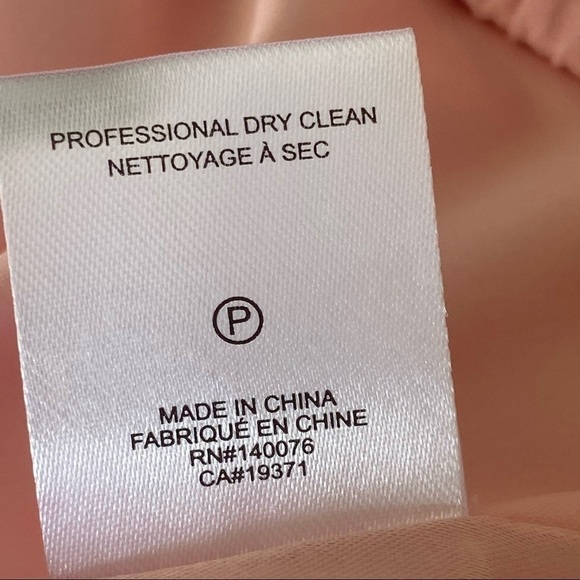 PROFESSIONAL DRY CLEAN
NETTOYAGE À SEC
P
MADE IN CHINA
FABRIQUÉ EN CHINE
RN#140076
CA#19371